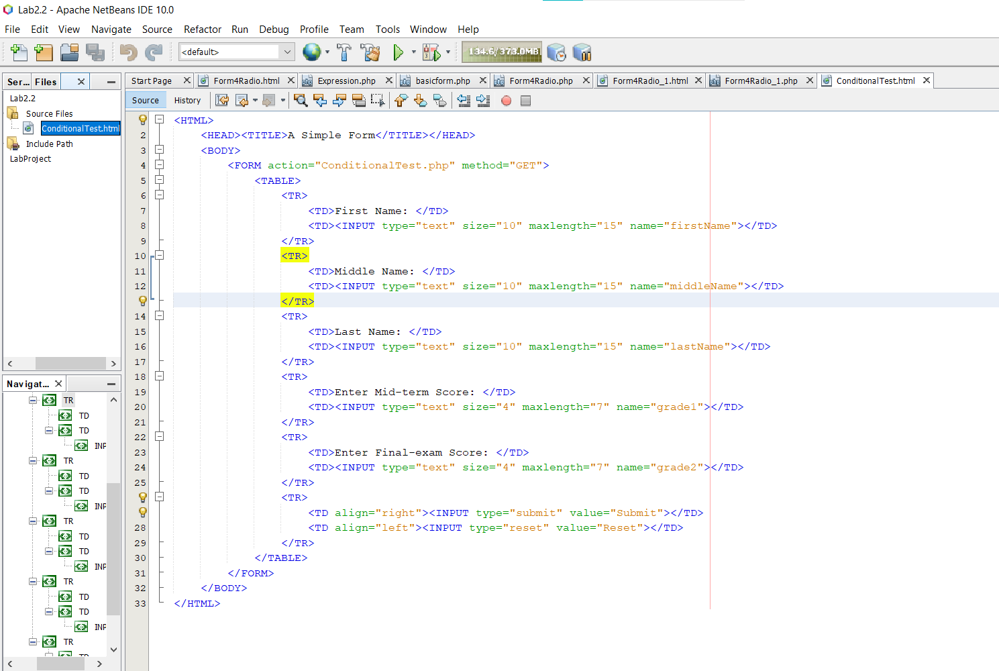 Lab2.2 - Apache NetBeans IDE 10.0
File Edit View Navigate Source Refactor Run Debug Profile Team Tools Window Help
<default>
134.6/373.0MB
Ser... Files
Lab2.2
Source Files
ConditionalTest.html
Include Path
LabProject
Start Page Form4Radio.html Expression.php basicform.php Form4Radio.php Form4Radio_1.html Form4Radio_1.php ConditionalTest.html
Source History
<HTML>
2 <HEAD><TITLE>A Simple Form</TITLE></HEAD>
3 <BODY>
4 <FORM action="ConditionalTest.php" method="GET">
5 <TABLE>
6 <TR>
7 <TD>First Name: </TD>
8 <TD><INPUT type="text" size="10" maxlength="15" name="firstName"></TD>
9 </TR>
10 <TR>
11 <TD>Middle Name: </TD>
12 <TD><INPUT type="text" size="10" maxlength="15" name="middleName"></TD>
</TR>
14 <TR>
15 <TD>Last Name: </TD>
16 <TD><INPUT type="text" size="10" maxlength="15" name="lastName"></TD>
17 </TR>
18 <TR>
19 <TD>Enter Mid-term Score: </TD>
20 <TD><INPUT type="text" size="4" maxlength="7" name="grade1"></TD>
21 </TR>
22 <TR>
23 <TD>Enter Final-exam Score: </TD>
24 <TD><INPUT type="text" size="4" maxlength="7" name="grade2"></TD>
25 </TR>
<TR>
<TD align="right"><INPUT type="submit" value="Submit"></TD>
28 <TD align="left"><INPUT type="reset" value="Reset"></TD>
29 </TR>
30 </TABLE>
31 </FORM>
32 </BODY>
33 </HTML>
Navigat...
TR
TD
TD
INP
TR
TD
TD
INP
TR
TD
TD
INP
TR
TD
TD
INP
TR
TD